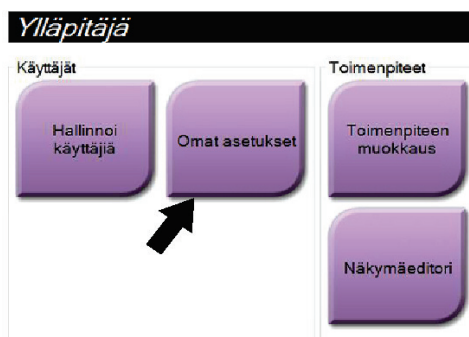 Ylläpitäjä
Käyttäjät
Hallinnoi
käyttäjiä
Omat asetukset
Toimenpiteet
Toimenpiteen
muokkaus
Näkymäeditori